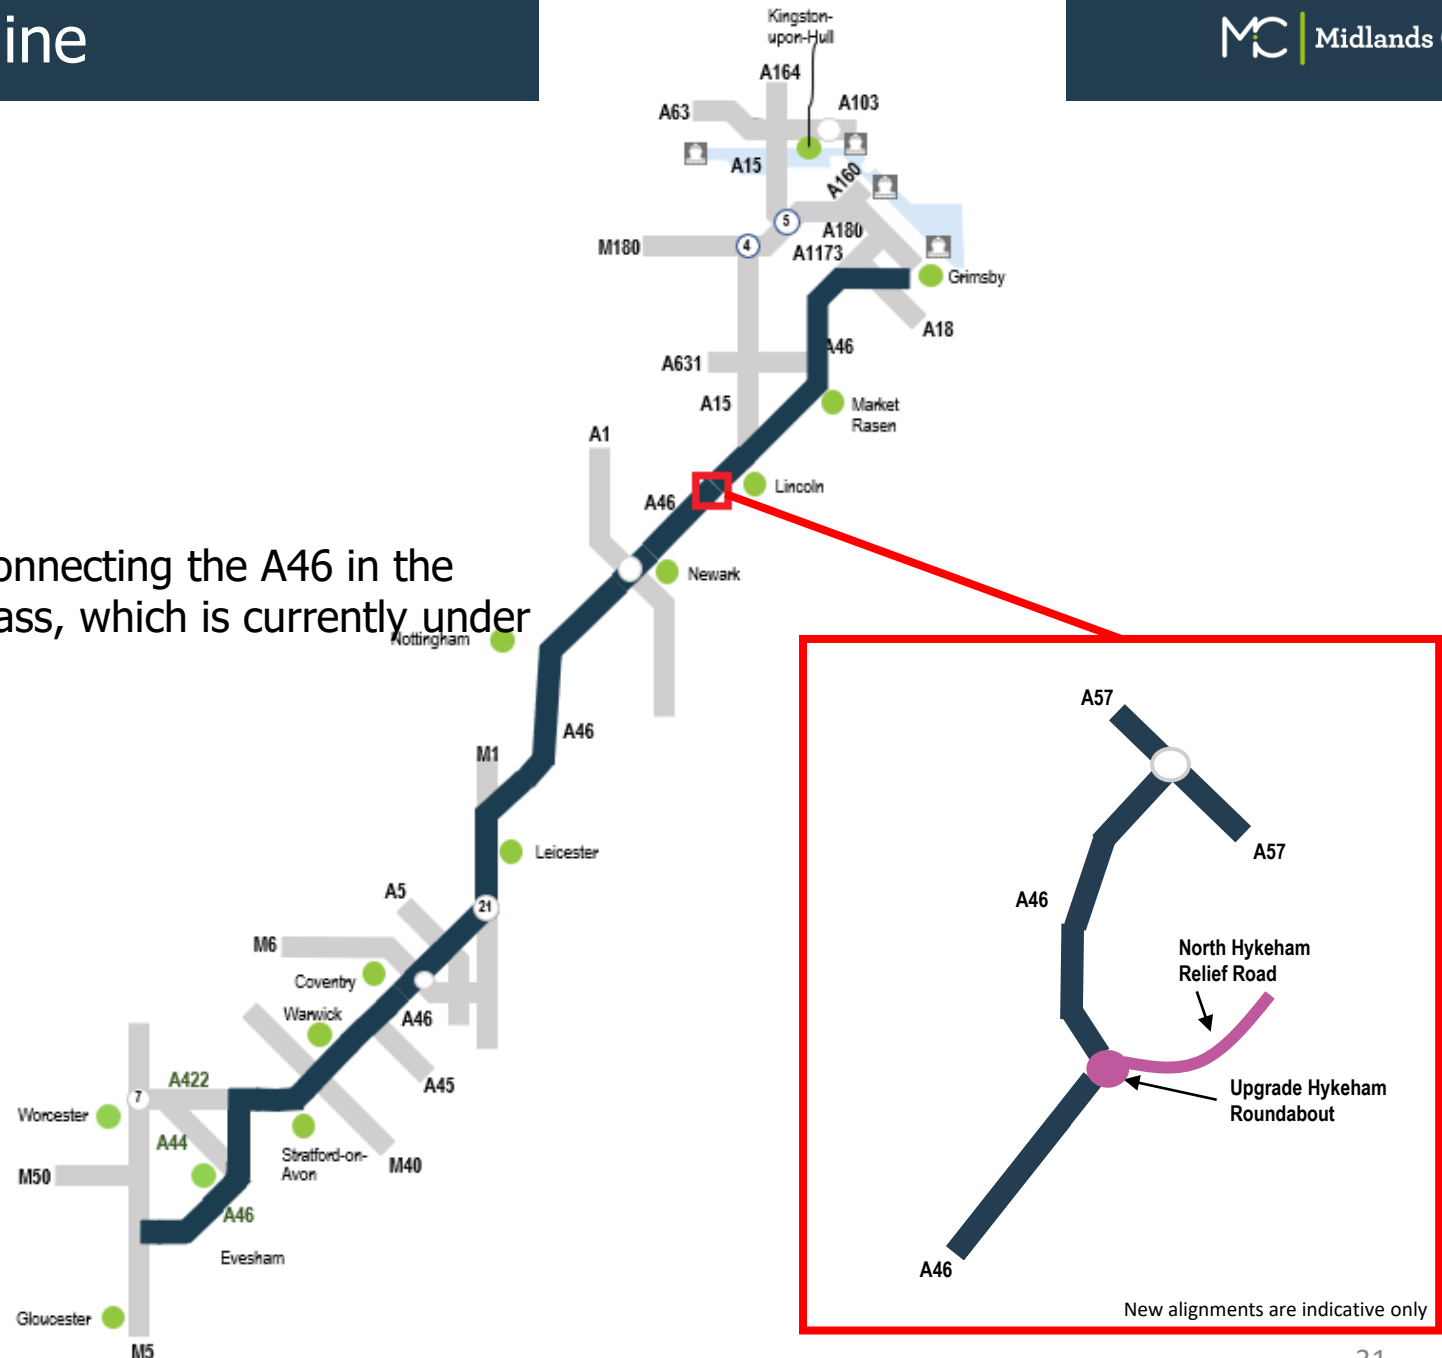 ine
Midlands
Kingston-
upon-Hull
A164
A63
A103
A15
A160
5
A180
M180
4
A1173
Grimsby
A18
A46
A631
A15
Market
Rasen
A1
Lincoln
A46
onnecting the A46 in the
Newark
ass, which is currently under
Nottingham
A57
A46
M1
A57
Leicester
A5
A46
21
M6
North Hykeham
Relief Road
Coventry
Warwick
A46
A45
Upgrade Hykeham
Roundabout
A422
7
Worcester
A44
Stratford-on-
Avon
M40
M50
A46
Evesham
A46
New alignments are indicative only
Gloucester
M5